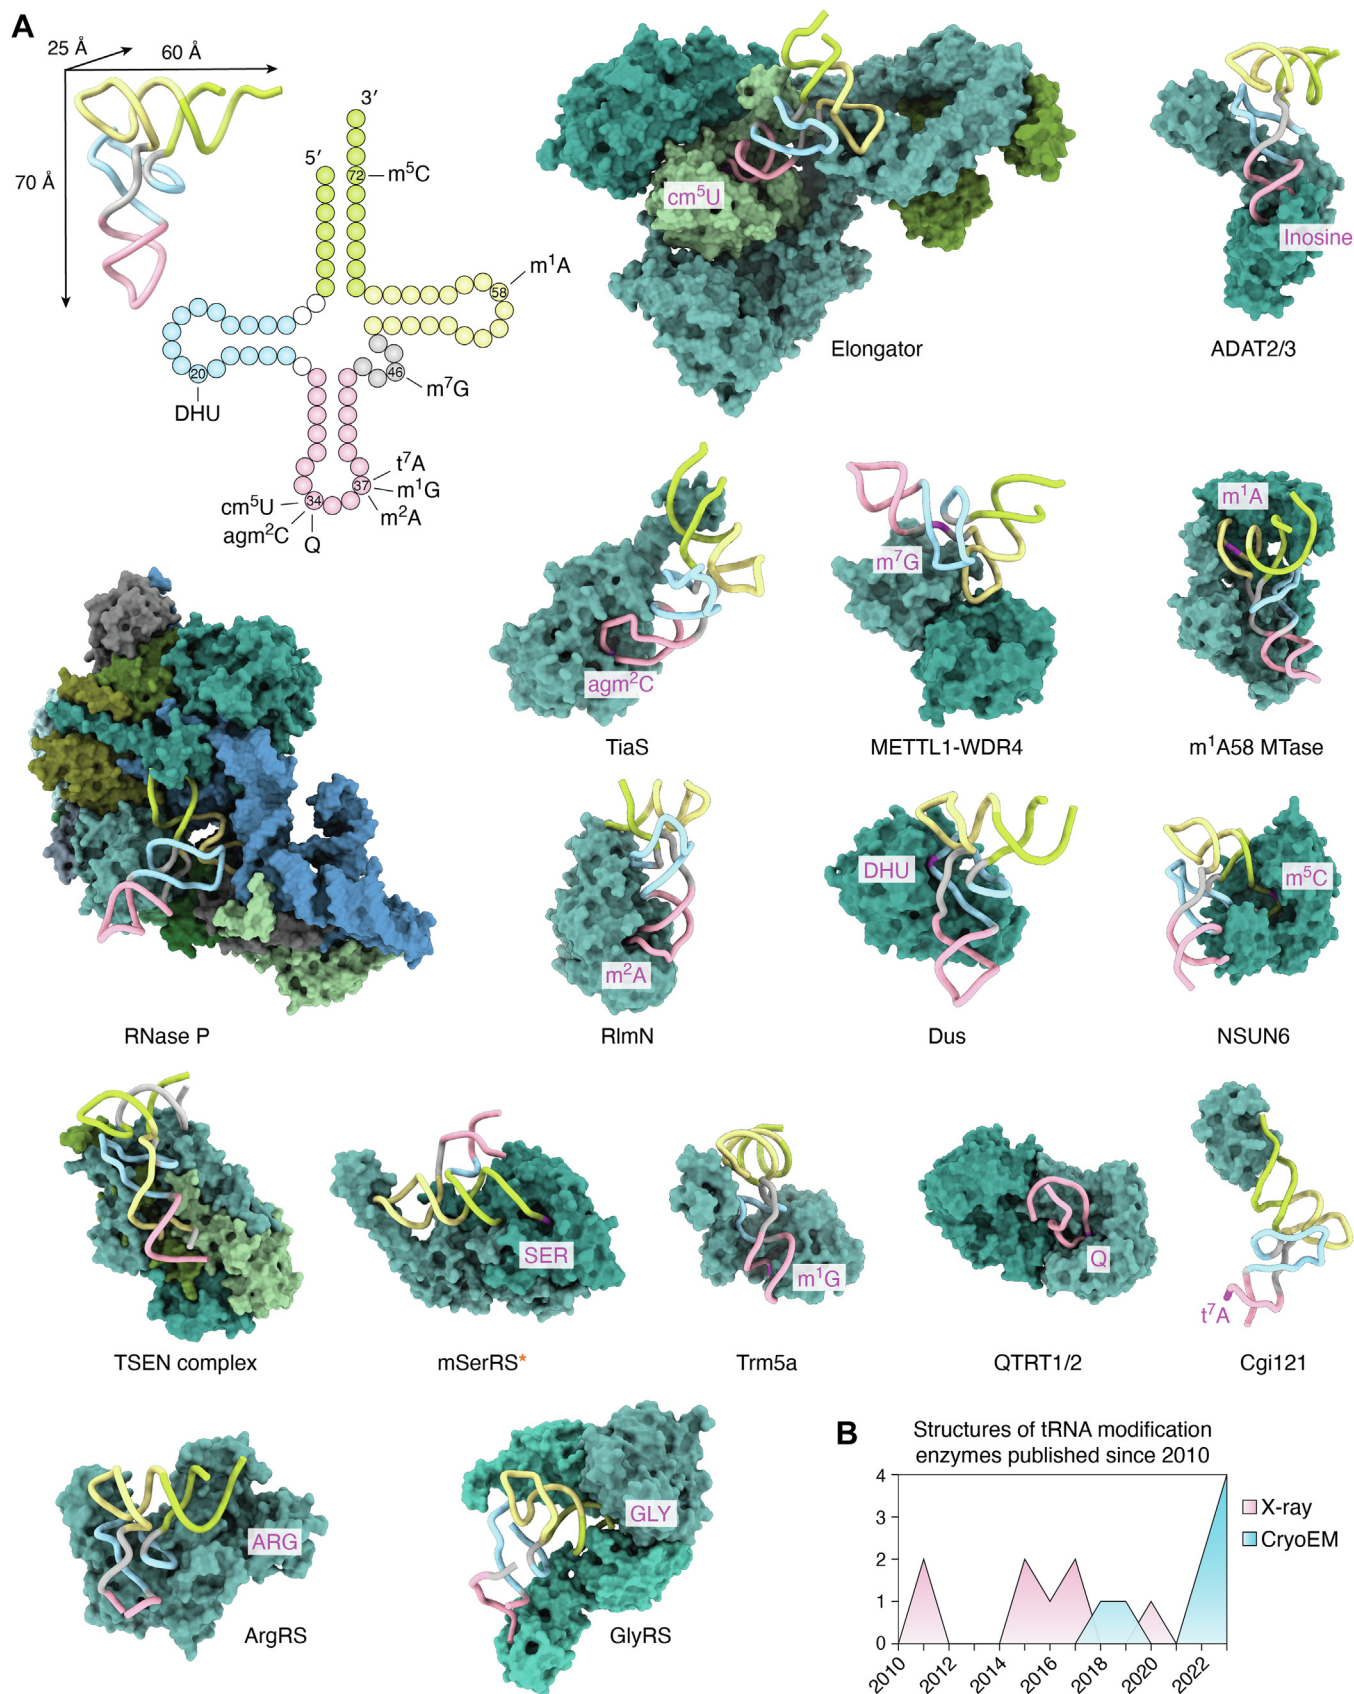 A
25 Å
60 Å
70 Å
3′
5′
72
m⁵C
m¹A
58
20
DHU
46
m⁷G
t⁷A
37
m¹G
m²A
cm⁵U
34
agm²C
Q
cm⁵U
Elongator
Inosine
ADAT2/3
agm²C
TiaS
m⁷G
METTL1-WDR4
m¹A
m¹A58 MTase
RNase P
m²A
RlmN
DHU
Dus
m⁵C
NSUN6
TSEN complex
SER
mSerRS*
m¹G
Trm5a
Q
QTRT1/2
t⁷A
Cgi121
ARG
ArgRS
GLY
GlyRS
B
Structures of tRNA modification
enzymes published since 2010
4
3
2
1
0
2010
2012
2014
2016
2018
2020
2022
X-ray
CryoEM